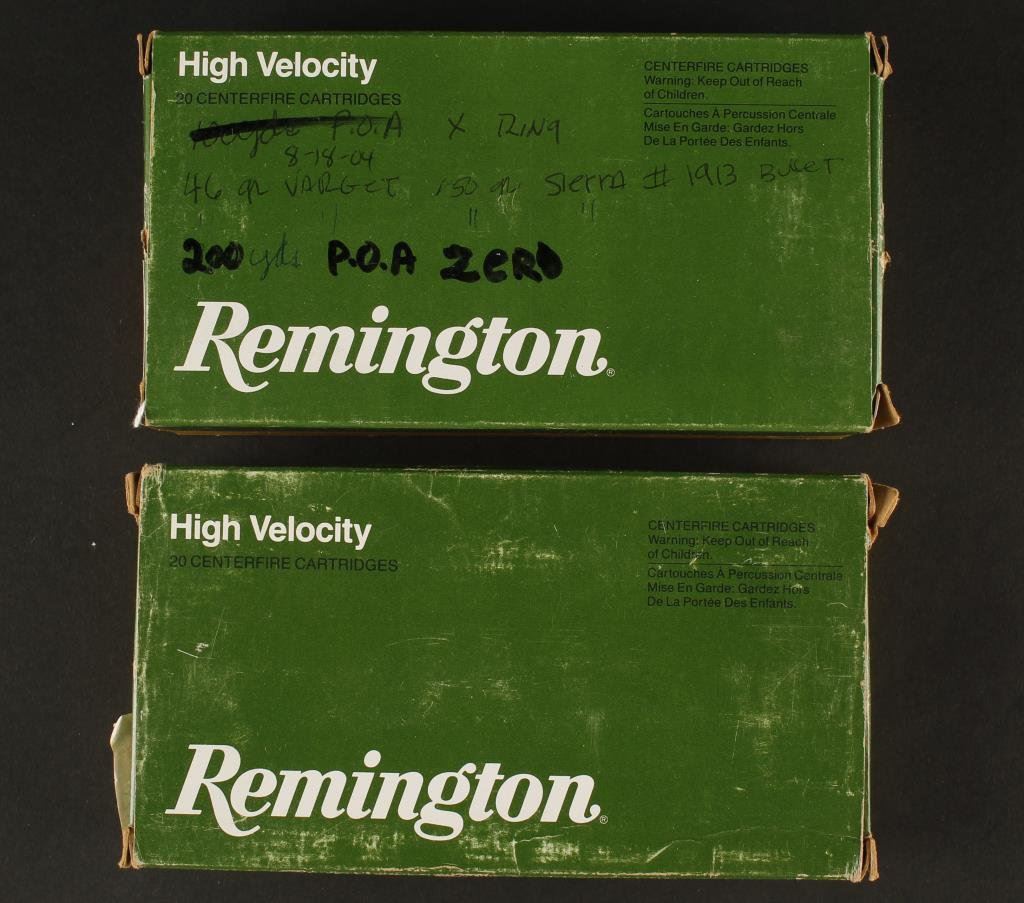 High Velocity
20 CENTERFIRE CARTRIDGES
CENTERFIRE CARTRIDGES
Warning: Keep Out of Reach
of Children.
Cartouches À Percussion Centrale
Mise En Garde: Gardez Hors
De La Portée Des Enfants.
100yds P.O.A X RING
8-18-04
46 gr VARGET 150 gr Sierra # 1913 Bullet
" " " "
200 yds P.O.A ZERO
Remington®
High Velocity
20 CENTERFIRE CARTRIDGES
CENTERFIRE CARTRIDGES
Warning: Keep Out of Reach
of Children.
Cartouches À Percussion Centrale
Mise En Garde: Gardez Hors
De La Portée Des Enfants.
Remington®